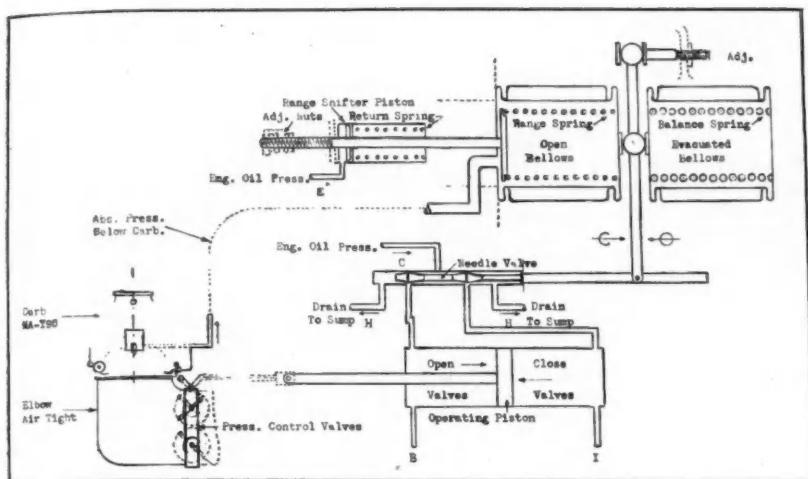 Adj.
Range Shifter Piston
Adj. Nuts
Return Spring
Range Spring
Open
Bellows
Balance Spring
Evacuated
Bellows
Eng. Oil Press.
E
Abs. Press.
Below Carb.
Eng. Oil Press.
C
Needle Valve
Drain
To Sump
H
H
Drain
To Sump
Carb
MA-T90
Elbow
Air Tight
Open
Valves
Close
Valves
Operating Piston
Press. Control Valves
B
I